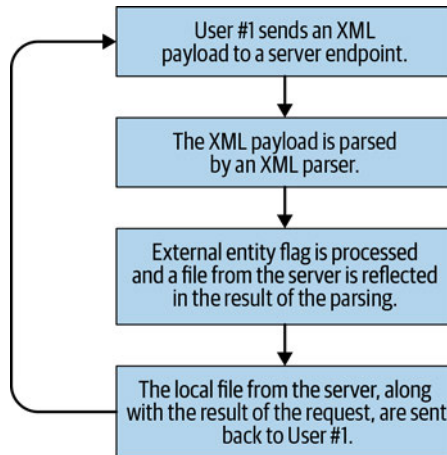 User #1 sends an XML
payload to a server endpoint.
The XML payload is parsed
by an XML parser.
External entity flag is processed
and a file from the server is reflected
in the result of the parsing.
The local file from the server, along
with the result of the request, are sent
back to User #1.